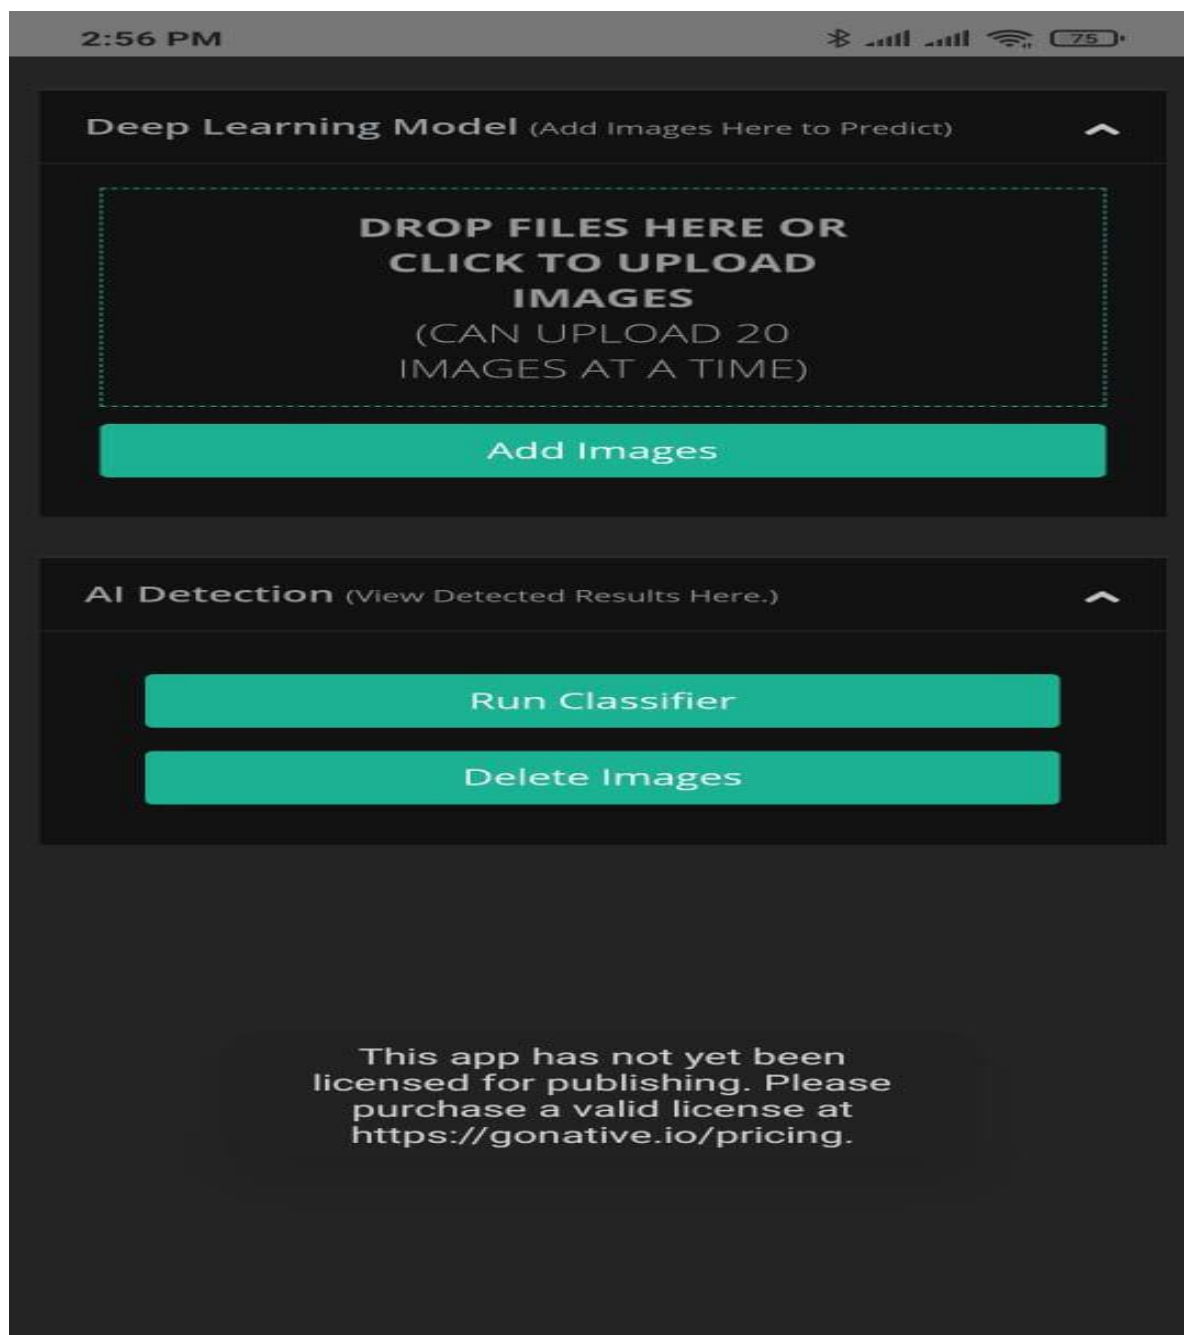 2:56 PM 75
Deep Learning Model (Add Images Here to Predict)
DROP FILES HERE OR
CLICK TO UPLOAD
IMAGES
(CAN UPLOAD 20
IMAGES AT A TIME)
Add Images
AI Detection (View Detected Results Here.)
Run Classifier
Delete Images
This app has not yet been
licensed for publishing. Please
purchase a valid license at
https://gonative.io/pricing.